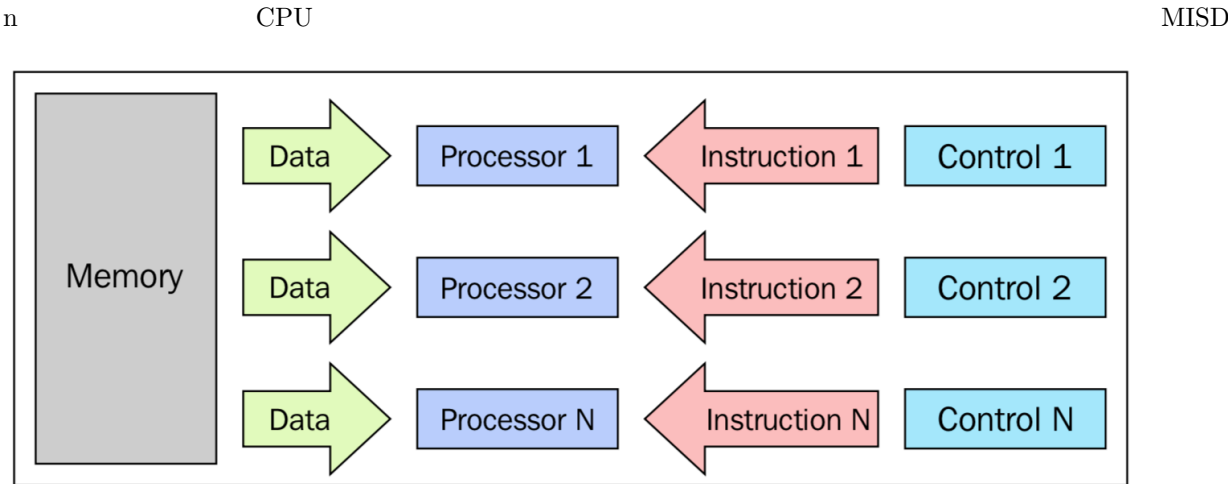 n CPU MISD
Data Processor 1 Instruction 1 Control 1
Memory Data Processor 2 Instruction 2 Control 2
Data Processor N Instruction N Control N